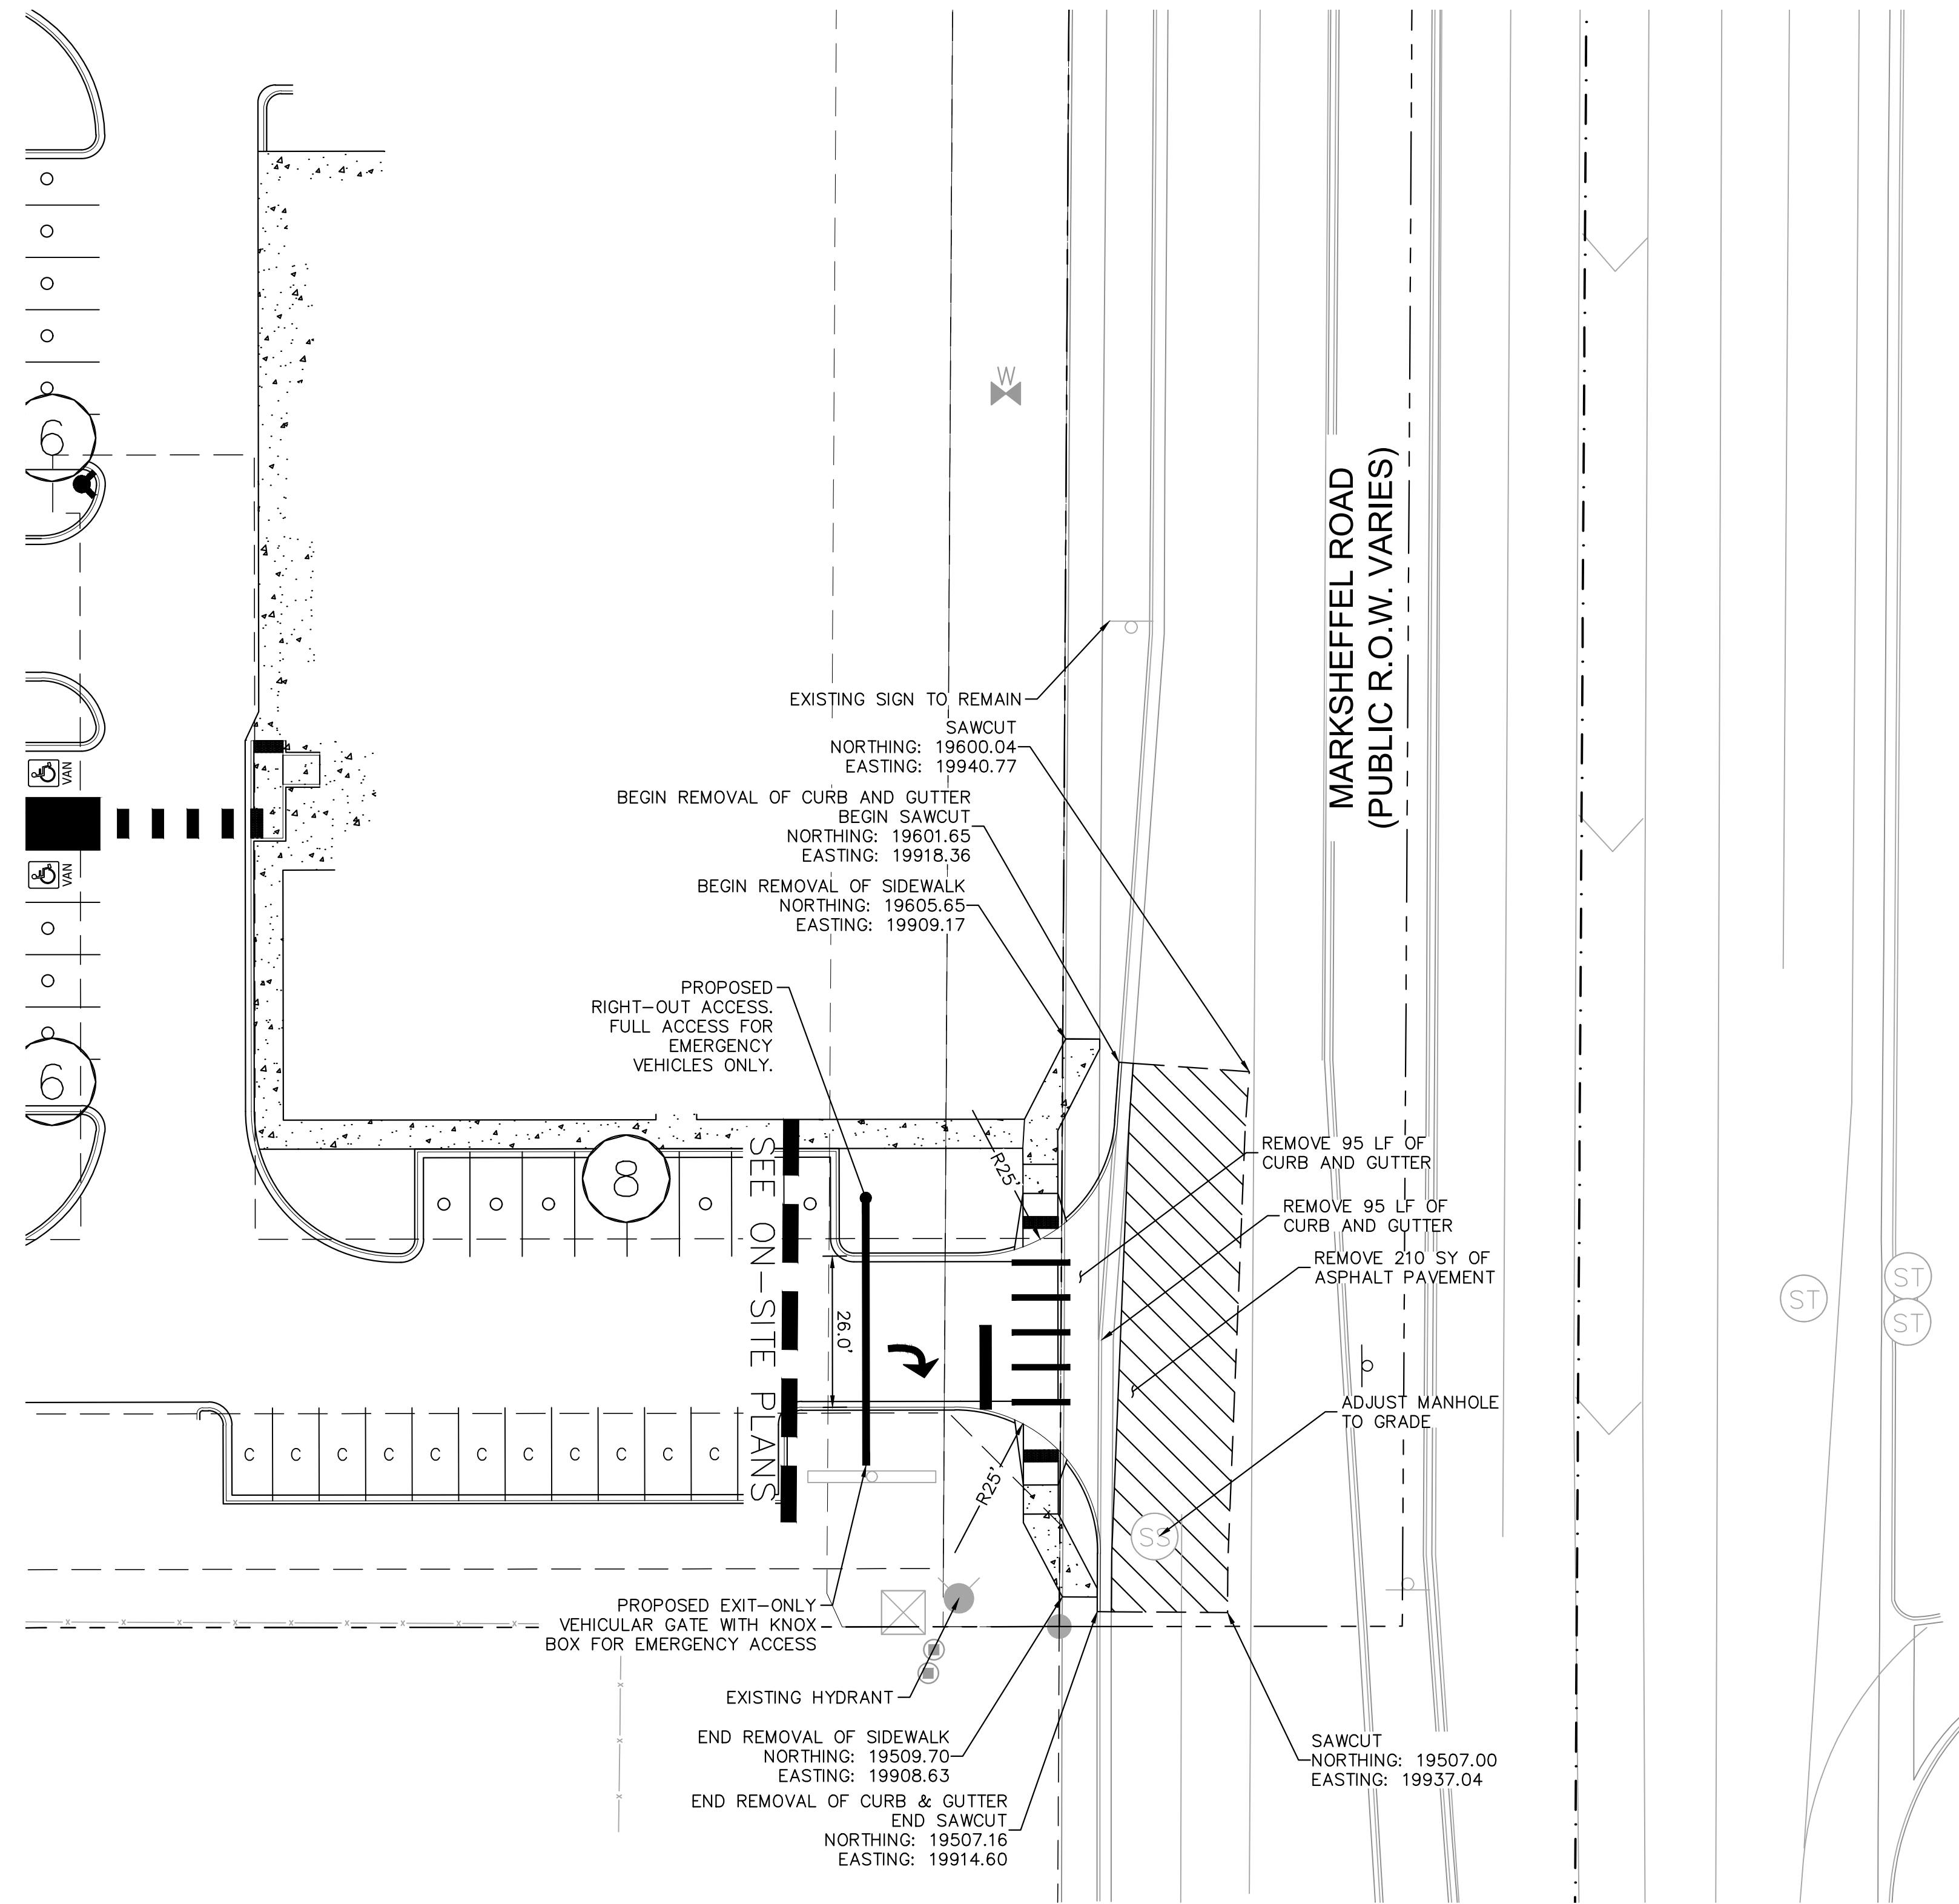 W
MARKSHEFFEL ROAD
(PUBLIC R.O.W. VARIES)
6
EXISTING SIGN TO REMAIN
SAWCUT
NORTHING: 19600.04
EASTING: 19940.77
BEGIN REMOVAL OF CURB AND GUTTER
BEGIN SAWCUT
NORTHING: 19601.65
EASTING: 19918.36
BEGIN REMOVAL OF SIDEWALK
NORTHING: 19605.65
EASTING: 19909.17
VAN
VAN
PROPOSED
RIGHT-OUT ACCESS.
FULL ACCESS FOR
EMERGENCY
VEHICLES ONLY.
6
8
SEE ON-SITE PLANS
R25'
26.0'
R25'
REMOVE 95 LF OF
CURB AND GUTTER
REMOVE 95 LF OF
CURB AND GUTTER
REMOVE 210 SY OF
ASPHALT PAVEMENT
ST
ST
ST
ADJUST MANHOLE
TO GRADE
C C C C C C C C C C C
SS
PROPOSED EXIT-ONLY
VEHICULAR GATE WITH KNOX
BOX FOR EMERGENCY ACCESS
EXISTING HYDRANT
END REMOVAL OF SIDEWALK
NORTHING: 19509.70
EASTING: 19908.63
END REMOVAL OF CURB & GUTTER
END SAWCUT
NORTHING: 19507.16
EASTING: 19914.60
SAWCUT
NORTHING: 19507.00
EASTING: 19937.04